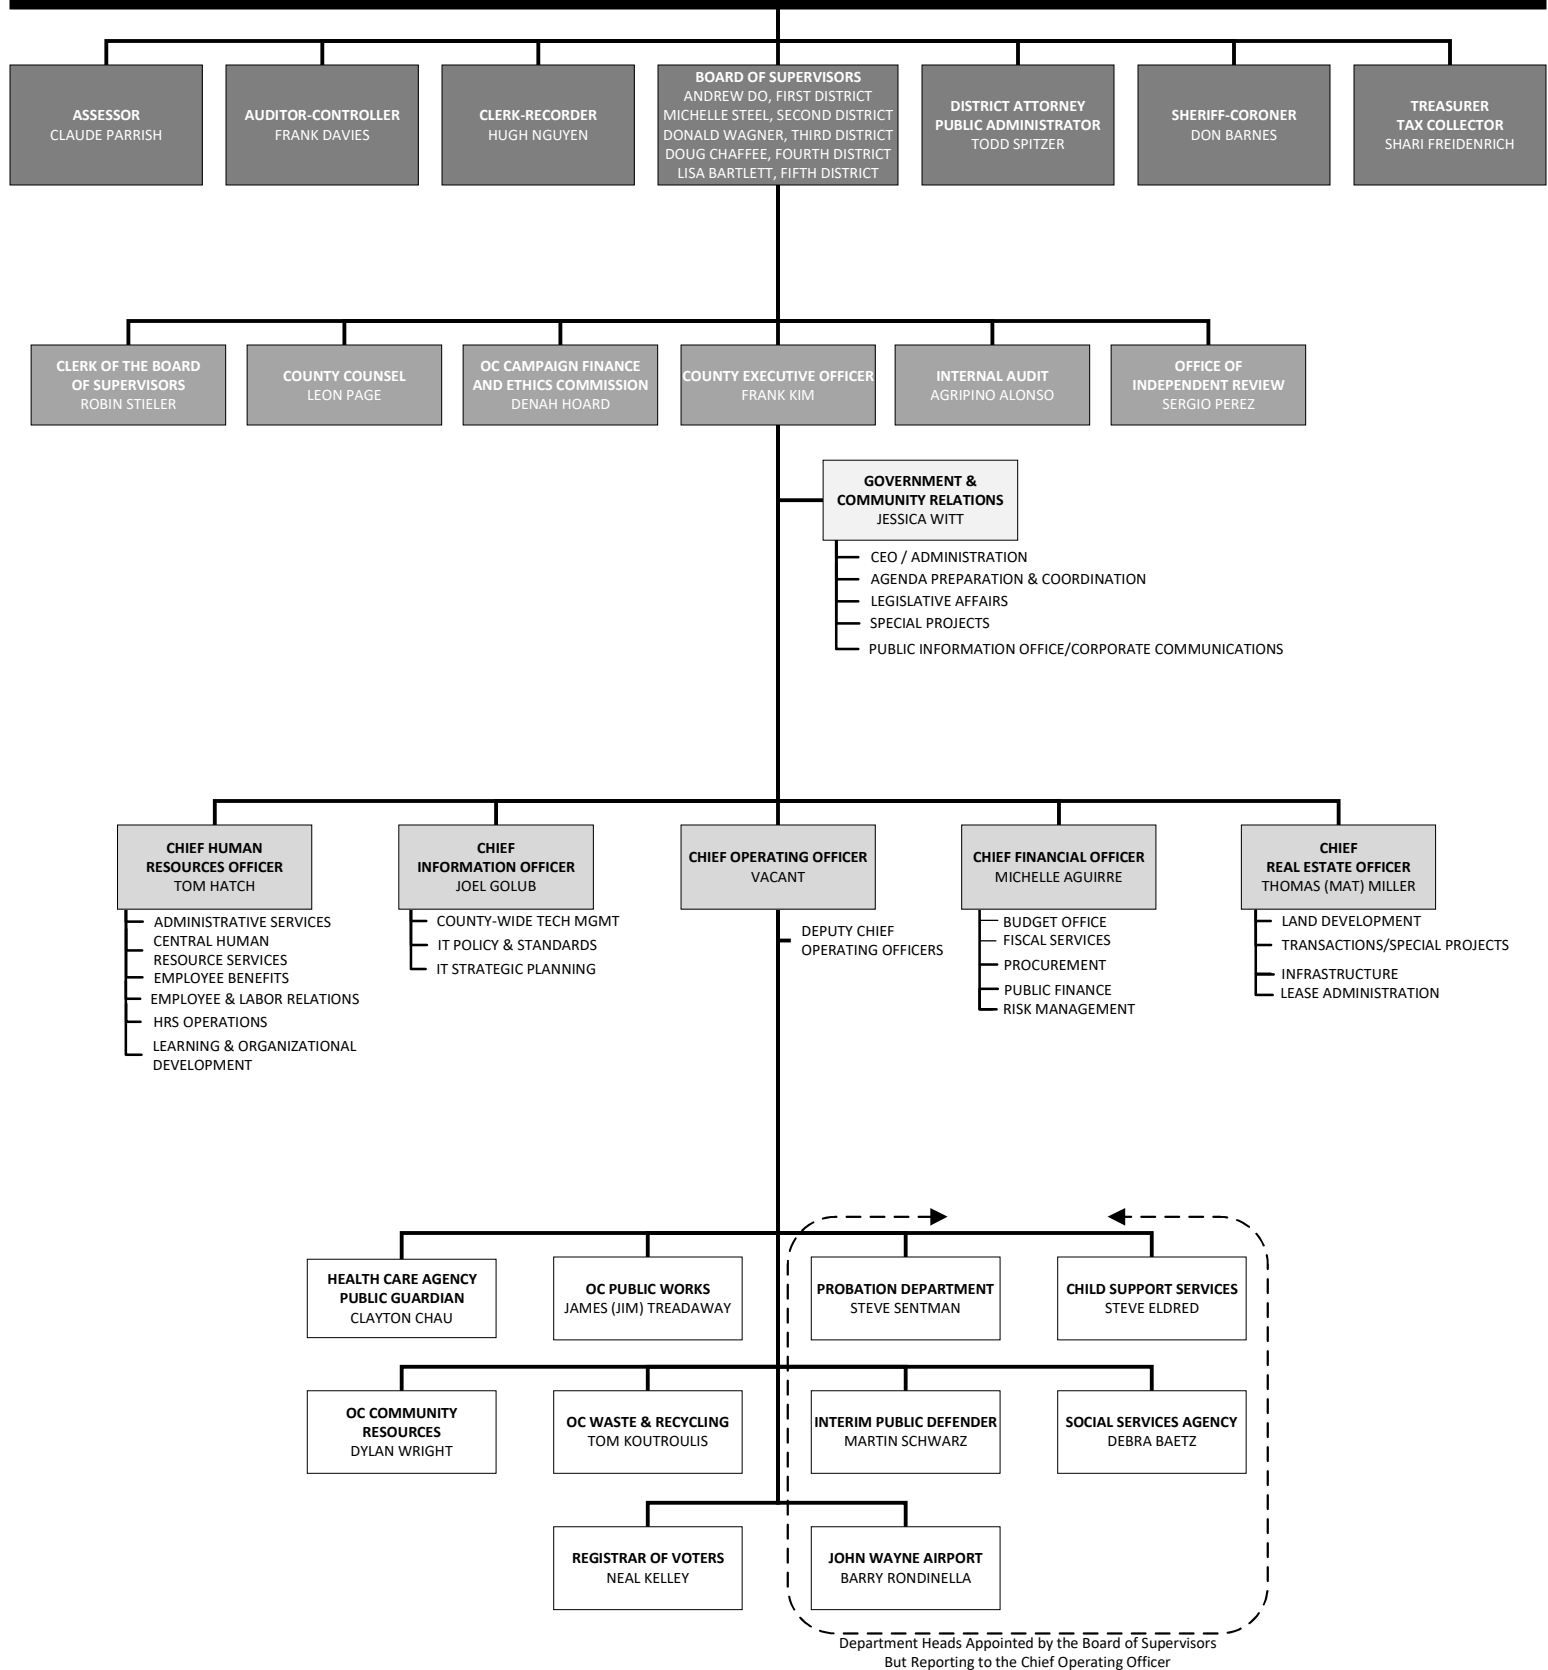 ASSESSOR
CLAUDE PARRISH
AUDITOR-CONTROLLER
FRANK DAVIES
CLERK-RECORDER
HUGH NGUYEN
BOARD OF SUPERVISORS
ANDREW DO, FIRST DISTRICT
MICHELLE STEEL, SECOND DISTRICT
DONALD WAGNER, THIRD DISTRICT
DOUG CHAFFEE, FOURTH DISTRICT
LISA BARTLETT, FIFTH DISTRICT
DISTRICT ATTORNEY
PUBLIC ADMINISTRATOR
TODD SPITZER
SHERIFF-CORONER
DON BARNES
TREASURER
TAX COLLECTOR
SHARI FREIDENRICH
CLERK OF THE BOARD
OF SUPERVISORS
ROBIN STIELER
COUNTY COUNSEL
LEON PAGE
OC CAMPAIGN FINANCE
AND ETHICS COMMISSION
DENAH HOARD
COUNTY EXECUTIVE OFFICER
FRANK KIM
INTERNAL AUDIT
AGRIPINO ALONSO
OFFICE OF
INDEPENDENT REVIEW
SERGIO PEREZ
GOVERNMENT &
COMMUNITY RELATIONS
JESSICA WITT
CEO / ADMINISTRATION
AGENDA PREPARATION & COORDINATION
LEGISLATIVE AFFAIRS
SPECIAL PROJECTS
PUBLIC INFORMATION OFFICE/CORPORATE COMMUNICATIONS
CHIEF HUMAN
RESOURCES OFFICER
TOM HATCH
ADMINISTRATIVE SERVICES
CENTRAL HUMAN
RESOURCE SERVICES
EMPLOYEE BENEFITS
EMPLOYEE & LABOR RELATIONS
HRS OPERATIONS
LEARNING & ORGANIZATIONAL
DEVELOPMENT
CHIEF
INFORMATION OFFICER
JOEL GOLUB
COUNTY-WIDE TECH MGMT
IT POLICY & STANDARDS
IT STRATEGIC PLANNING
CHIEF OPERATING OFFICER
VACANT
DEPUTY CHIEF
OPERATING OFFICERS
CHIEF FINANCIAL OFFICER
MICHELLE AGUIRRE
BUDGET OFFICE
FISCAL SERVICES
PROCUREMENT
PUBLIC FINANCE
RISK MANAGEMENT
CHIEF
REAL ESTATE OFFICER
THOMAS (MAT) MILLER
LAND DEVELOPMENT
TRANSACTIONS/SPECIAL PROJECTS
INFRASTRUCTURE
LEASE ADMINISTRATION
HEALTH CARE AGENCY
PUBLIC GUARDIAN
CLAYTON CHAU
OC PUBLIC WORKS
JAMES (JIM) TREADAWAY
PROBATION DEPARTMENT
STEVE SENTMAN
CHILD SUPPORT SERVICES
STEVE ELDRED
OC COMMUNITY
RESOURCES
DYLAN WRIGHT
OC WASTE & RECYCLING
TOM KOUTROULIS
INTERIM PUBLIC DEFENDER
MARTIN SCHWARZ
SOCIAL SERVICES AGENCY
DEBRA BAETZ
REGISTRAR OF VOTERS
NEAL KELLEY
JOHN WAYNE AIRPORT
BARRY RONDINELLA
Department Heads Appointed by the Board of Supervisors
But Reporting to the Chief Operating Officer